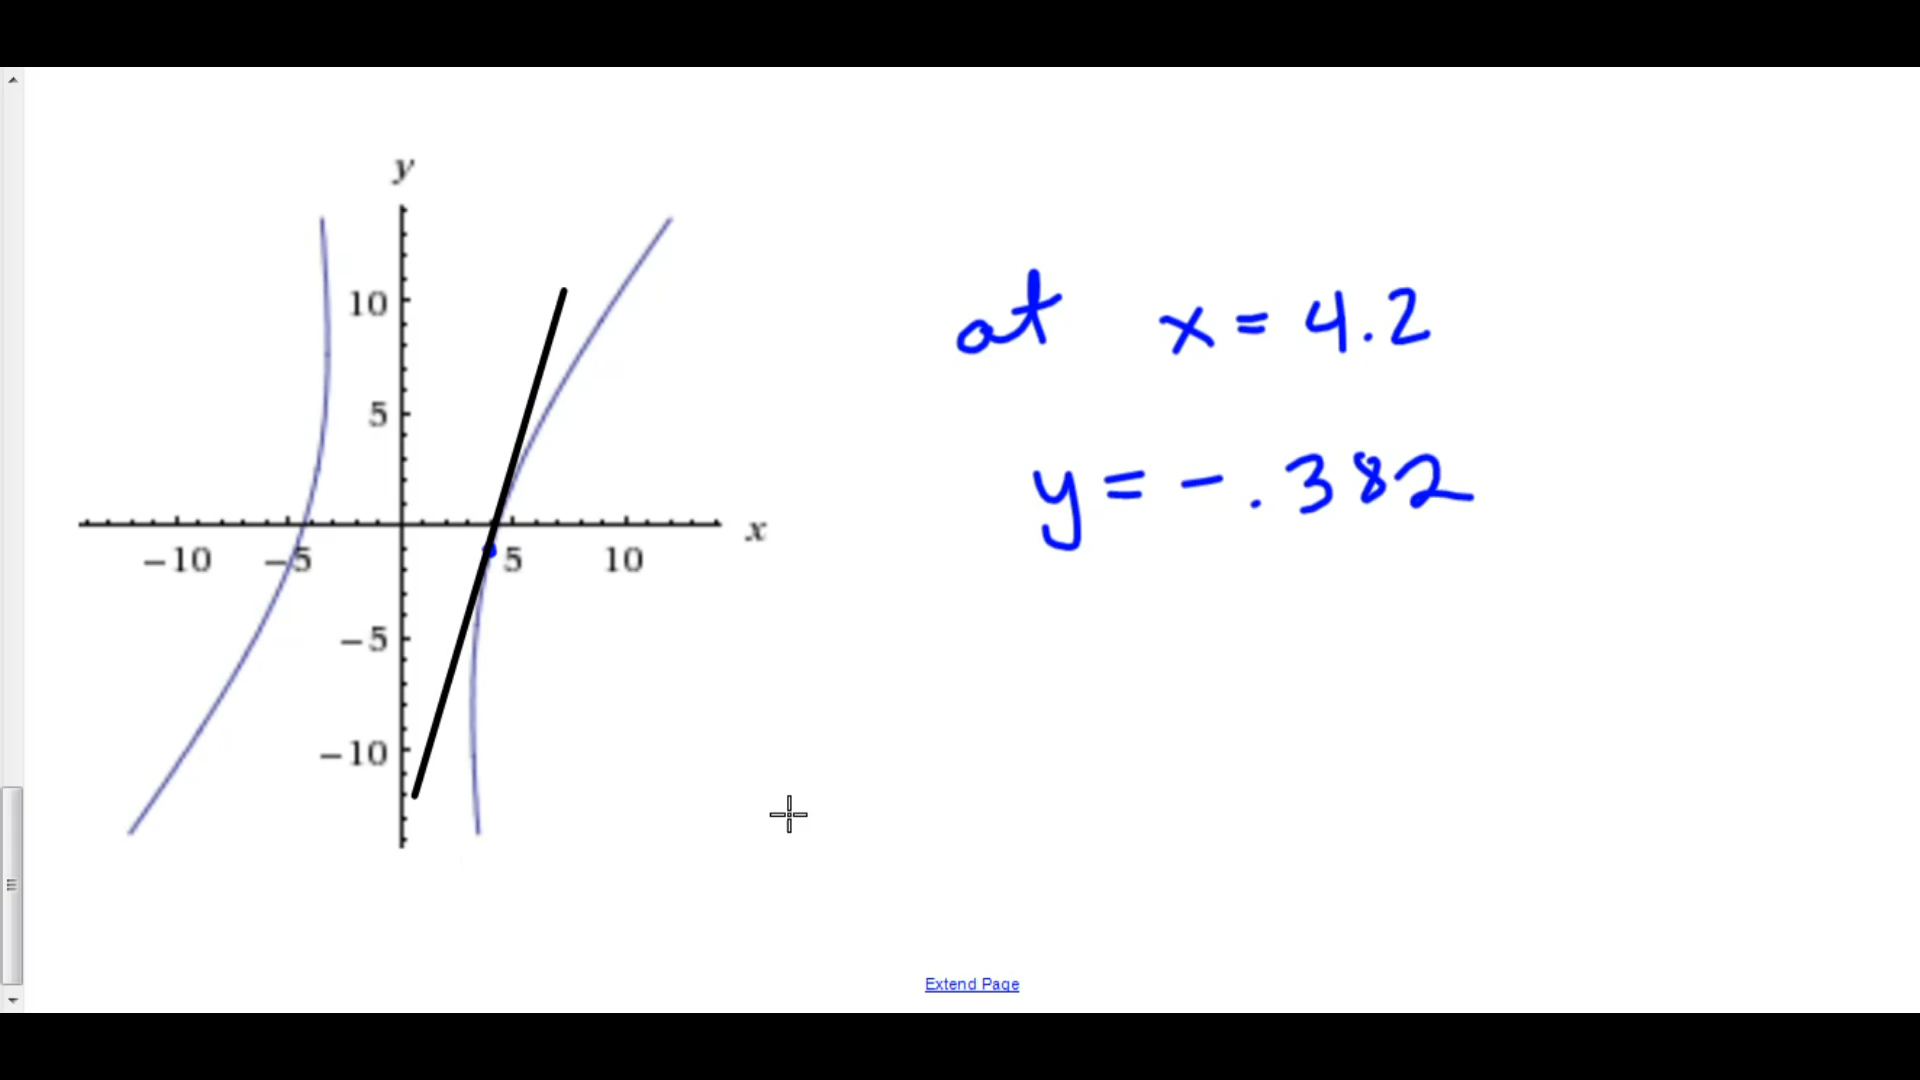 y
10
5
x
−10 −5 5 10
−5
−10
at x = 4.2
y = - .382
Extend Page